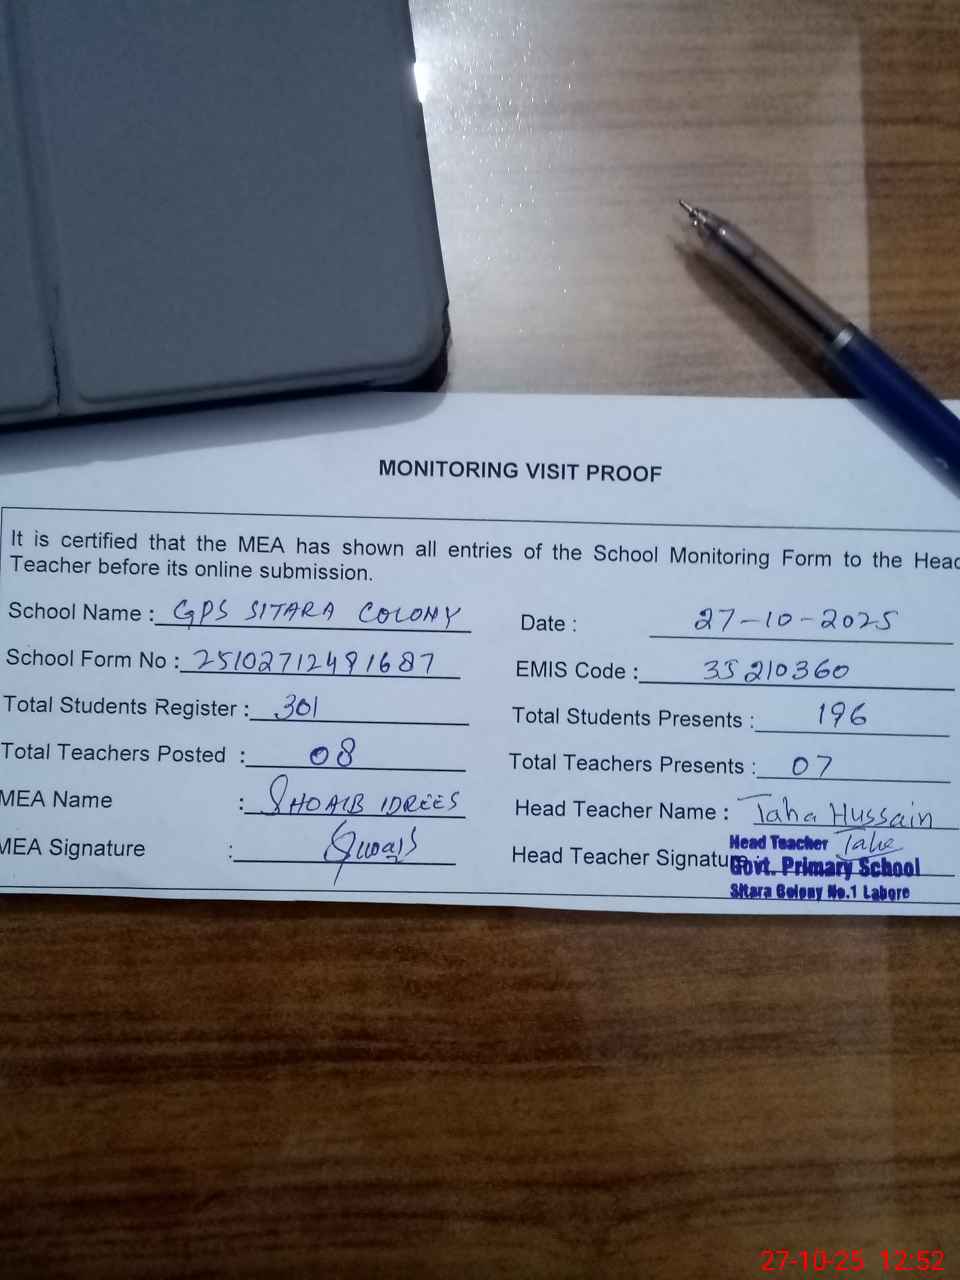 MONITORING VISIT PROOF
It is certified that the MEA has shown all entries of the School Monitoring Form to the Head
Teacher before its online submission.
School Name : GPS SITARA COLONY
Date : 27-10-2025
School Form No : 25102712491687
EMIS Code : 35210360
Total Students Register : 301
Total Students Presents : 196
Total Teachers Posted : 08
Total Teachers Presents : 07
MEA Name : SHOAIB IDREES
Head Teacher Name : Taha Hussain
MEA Signature :
Head Teacher Signature Taha
Head Teacher
Govt. Primary School
Sitara Colony No.1 Lahore
27-10-25 12:52